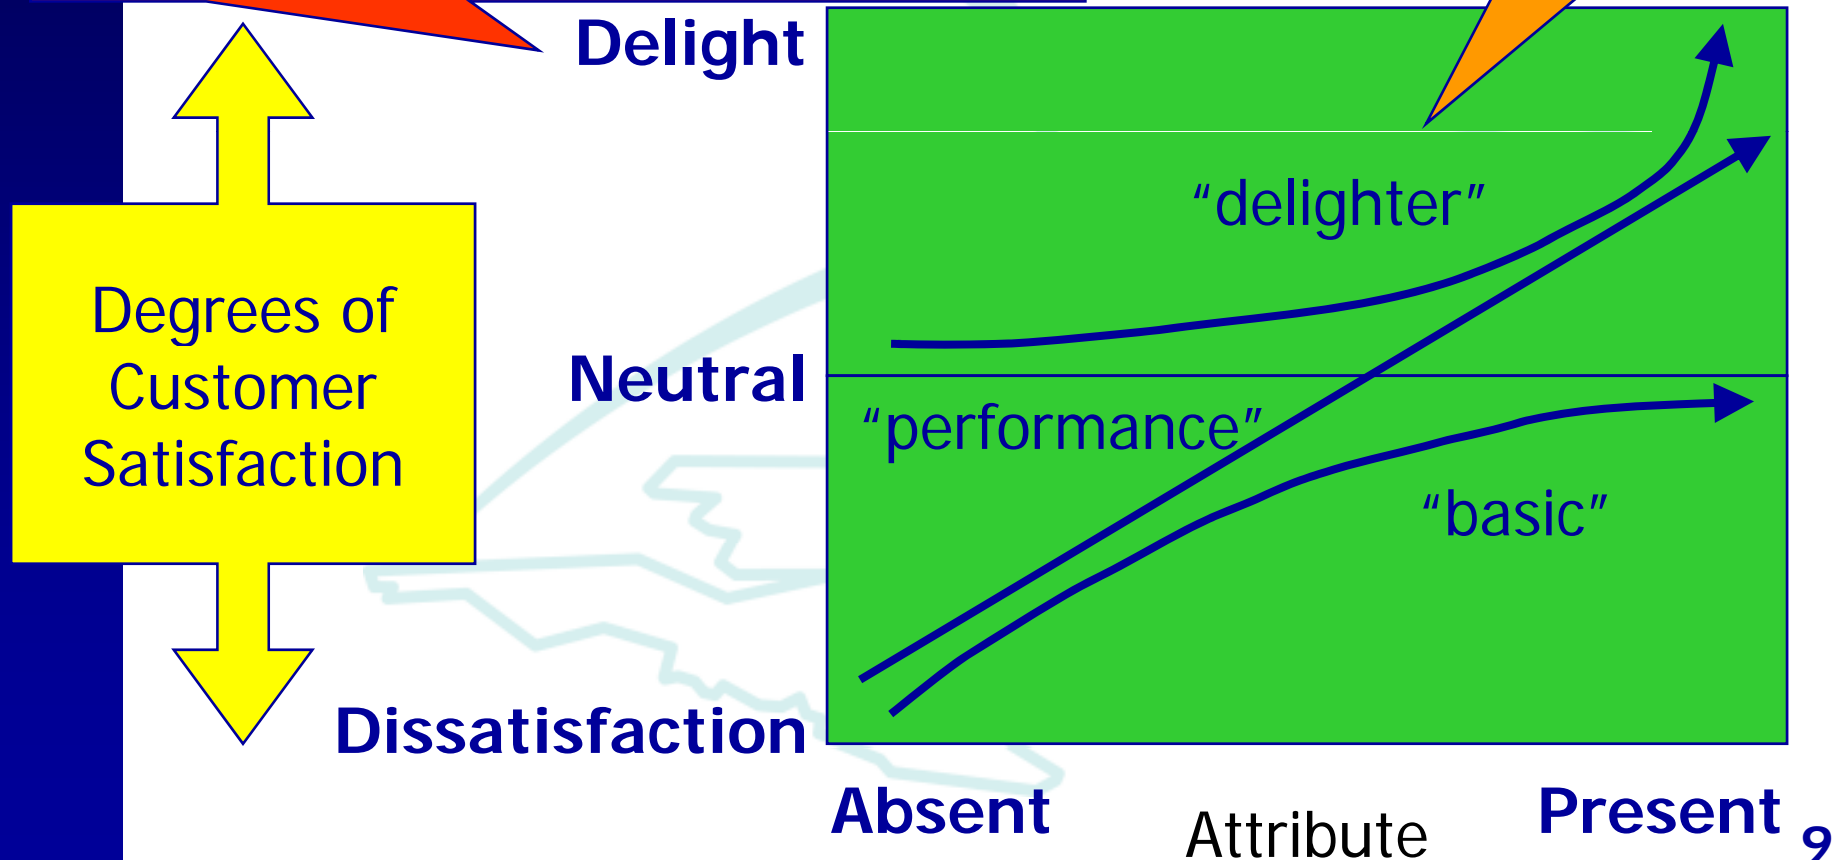 Delight
“delighter”
Degrees of
Customer
Satisfaction
Neutral
“performance”
“basic”
Dissatisfaction
Absent
Attribute
Present
9